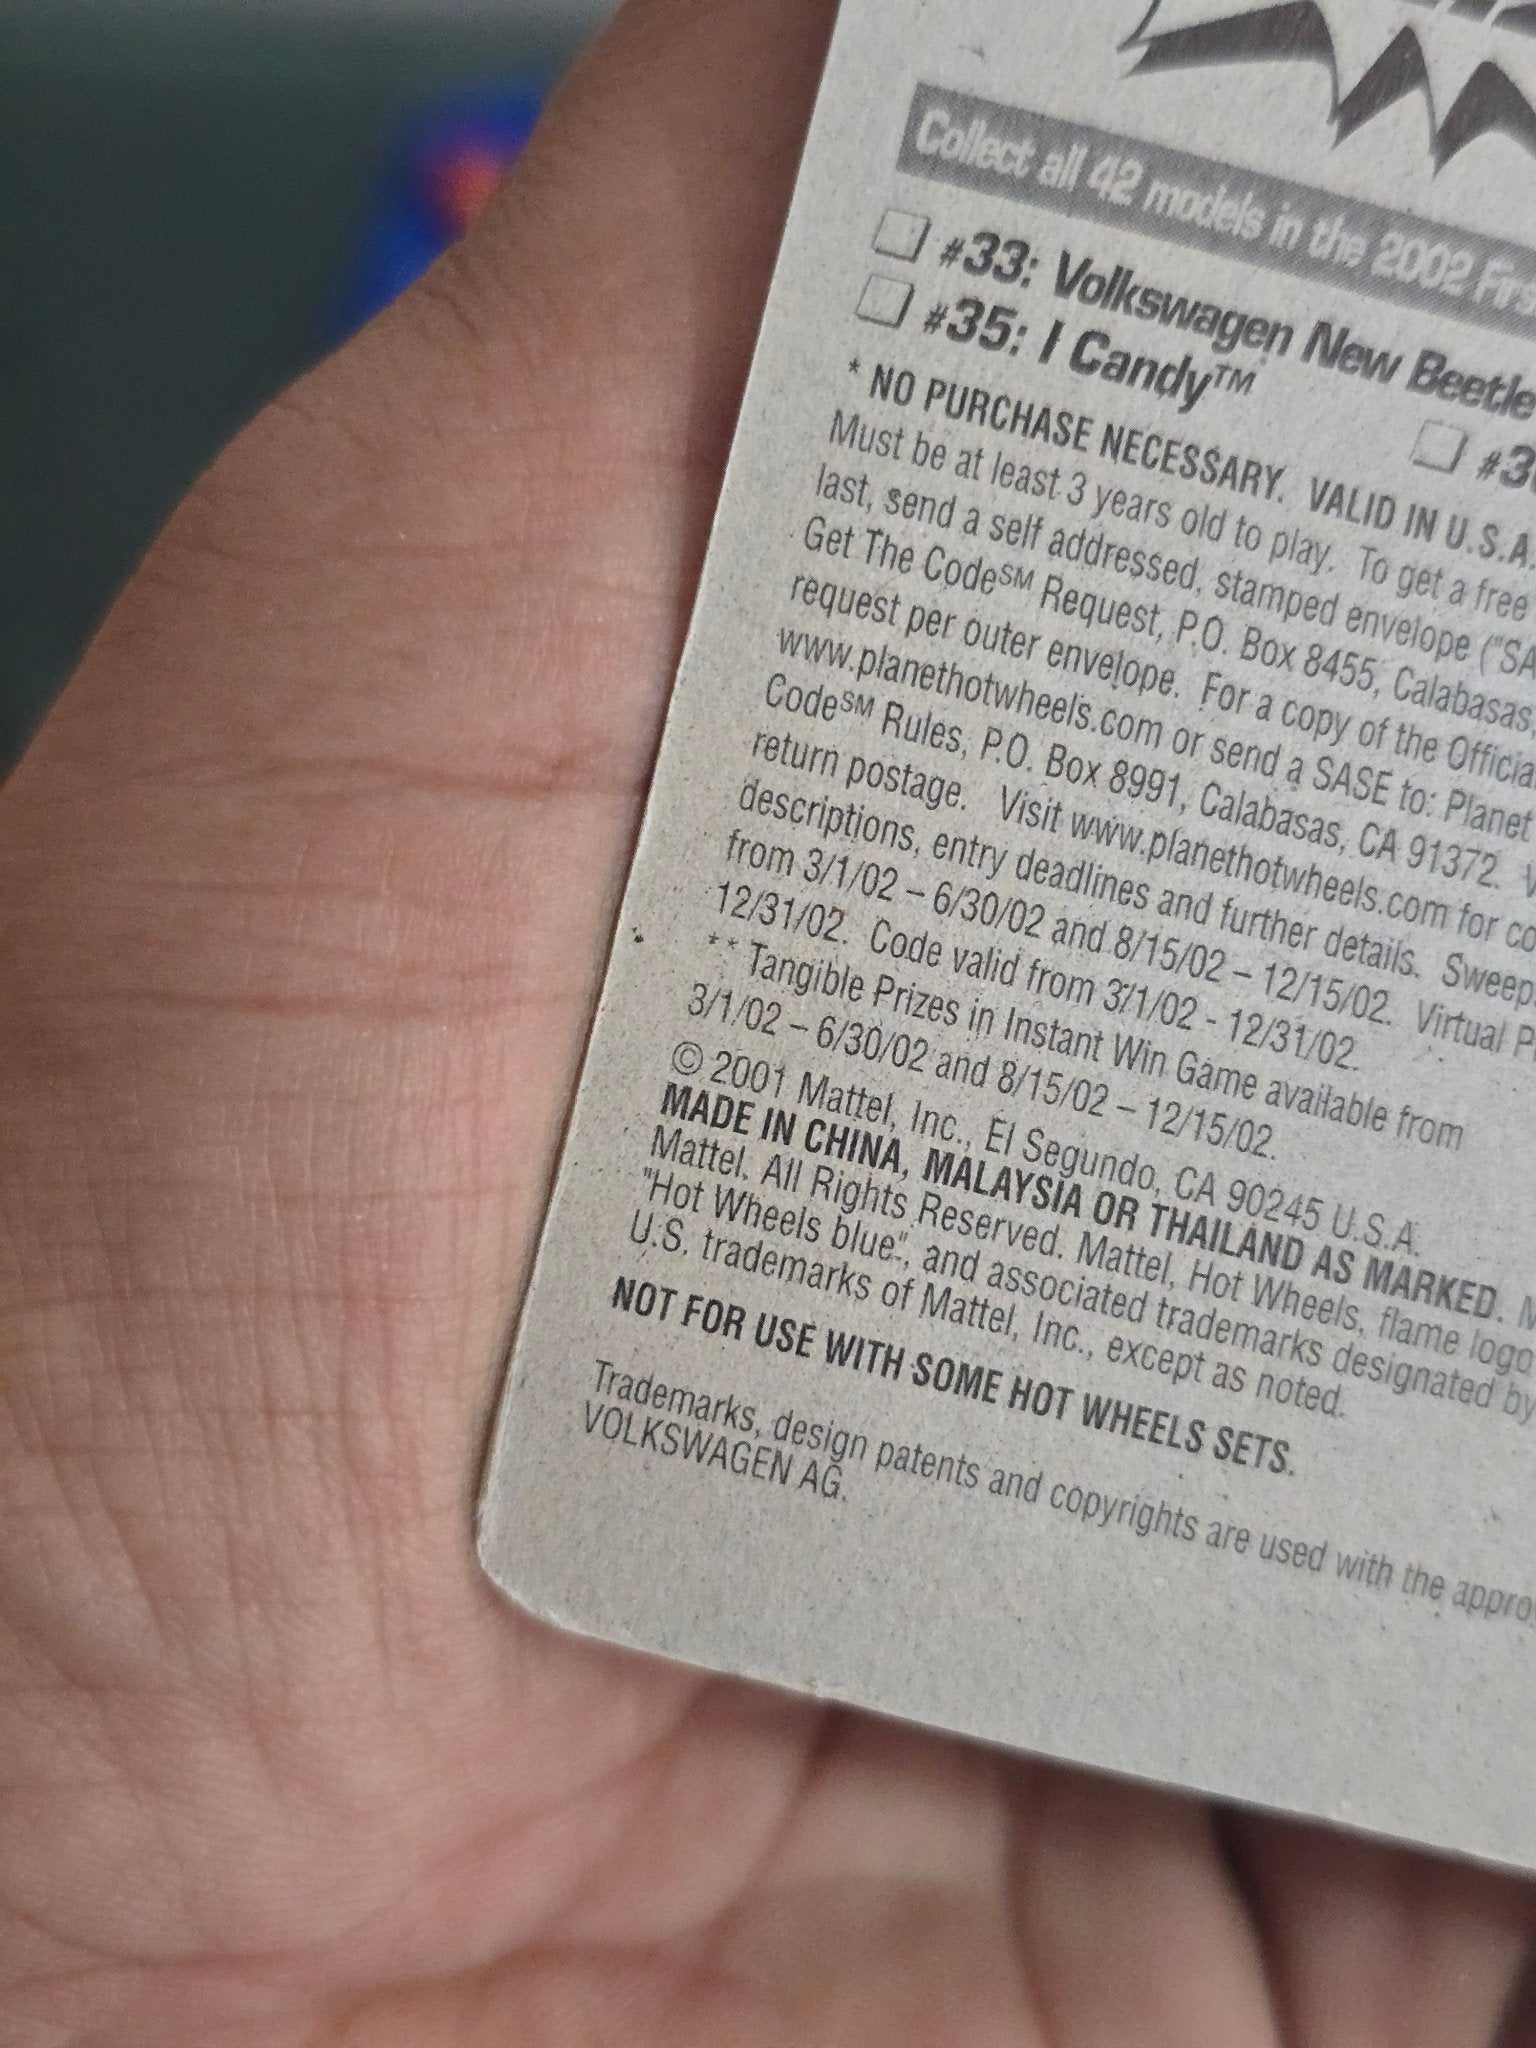 Collect all 42 models in the 2002
#33: Volkswagen New Beetle
#35: I Candy™
* NO PURCHASE NECESSARY. VALID IN U.S.A.
Must be at least 3 years old to play. To get a free
last, send a self addressed, stamped envelope
Get The Code℠ Request, P.O. Box 8455, Calabasas,
request per outer envelope. For a copy of the
www.planethotwheels.com or send a SASE to: Planet
Code℠ Rules, P.O. Box 8991, Calabasas, CA 91372.
return postage. Visit www.planethotwheels.com for
descriptions, entry deadlines and further details.
from 3/1/02 – 6/30/02 and 8/15/02 – 12/15/02. Virtual
12/31/02. Code valid from 3/1/02 - 12/31/02.
** Tangible Prizes in Instant Win Game available from
3/1/02 – 6/30/02 and 8/15/02 – 12/15/02.
© 2001 Mattel, Inc., El Segundo, CA 90245 U.S.A.
MADE IN CHINA, MALAYSIA OR THAILAND AS MARKED.
Mattel. All Rights Reserved. Mattel, Hot Wheels, flame logo
"Hot Wheels blue", and associated trademarks designated by
U.S. trademarks of Mattel, Inc., except as noted.
NOT FOR USE WITH SOME HOT WHEELS SETS.
Trademarks, design patents and copyrights are used with the
VOLKSWAGEN AG.